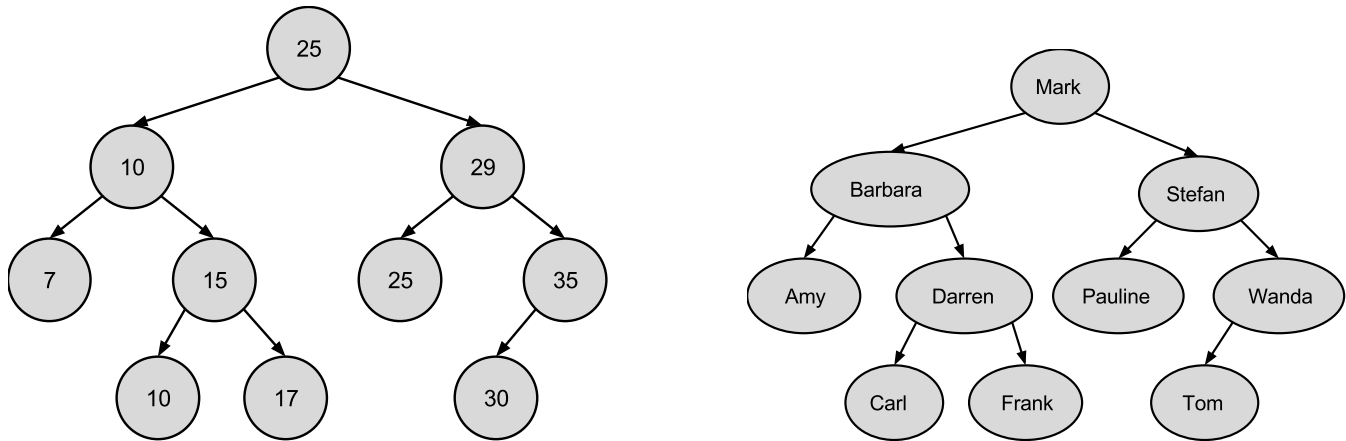 25
10
29
7
15
25
35
10
17
30
Mark
Barbara
Stefan
Amy
Darren
Pauline
Wanda
Carl
Frank
Tom